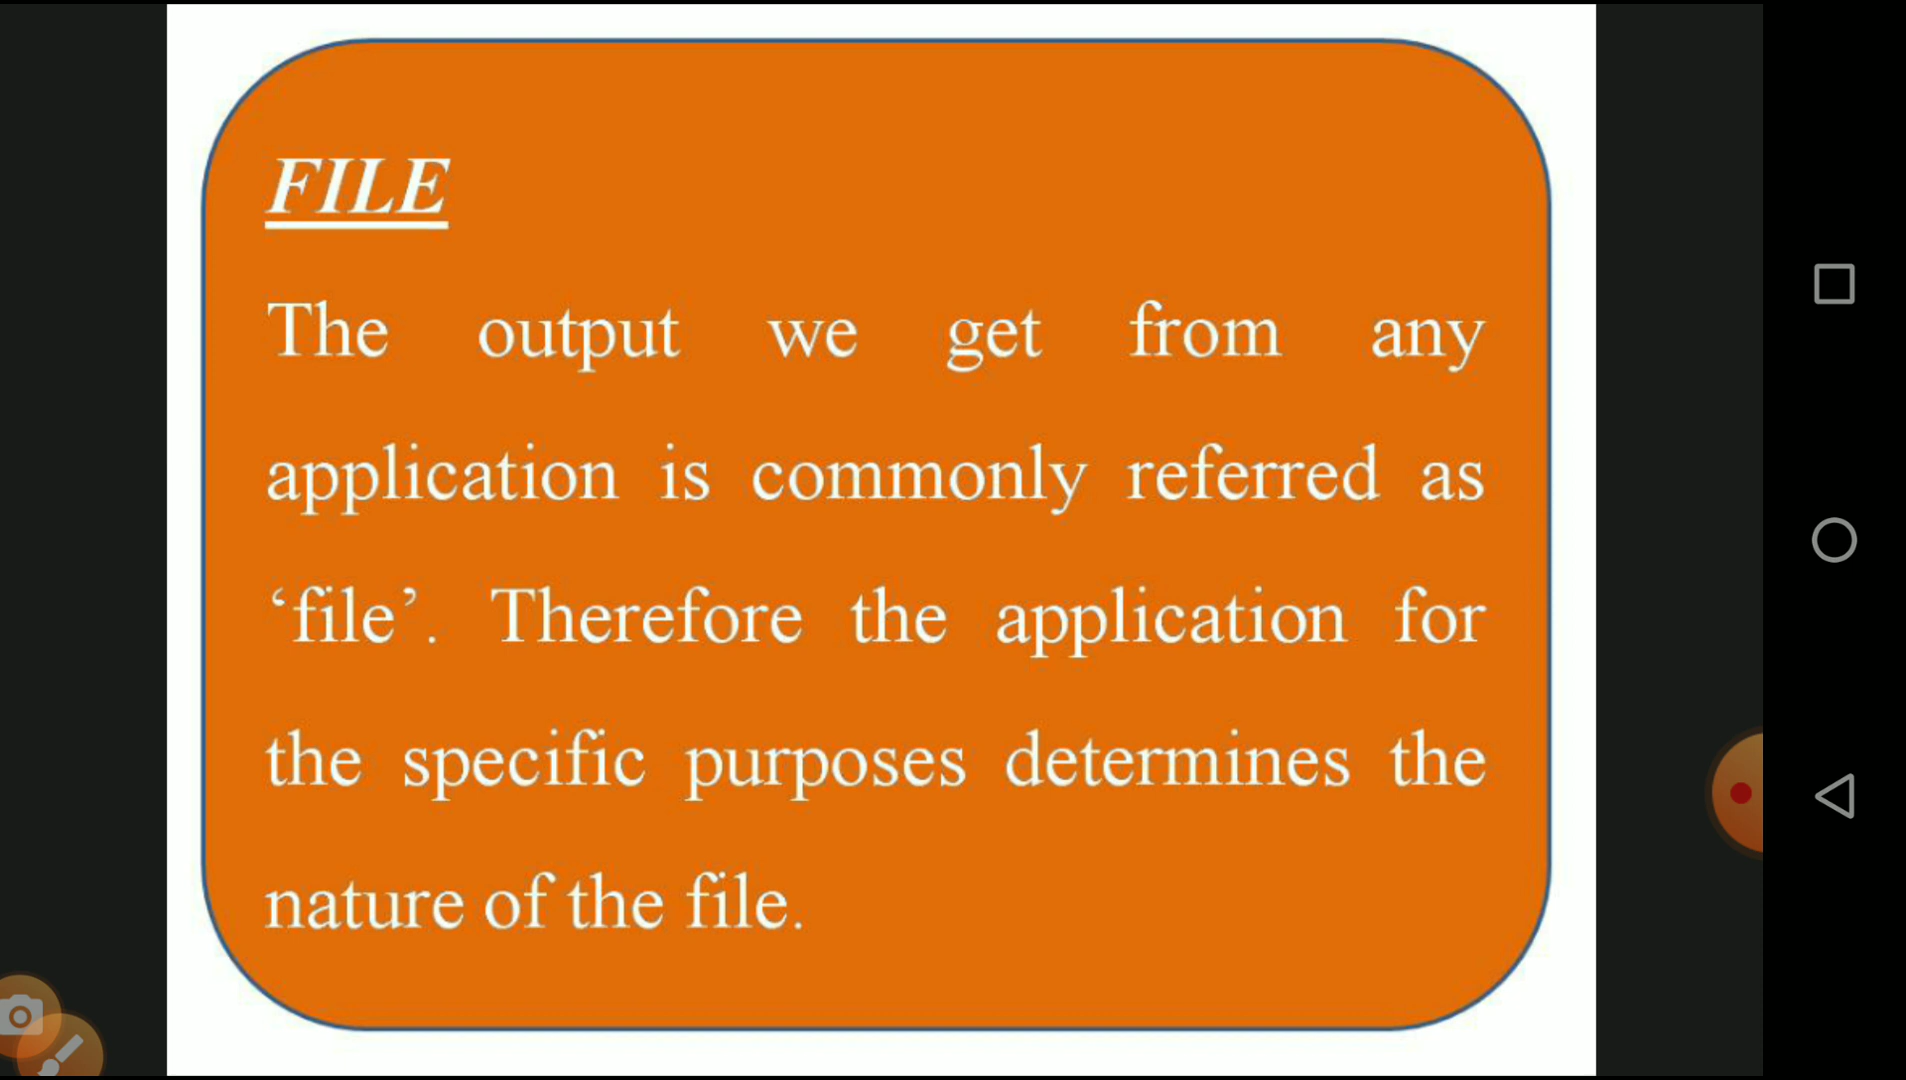 FILE
The output we get from any
application is commonly referred as
‘file’. Therefore the application for
the specific purposes determines the
nature of the file.